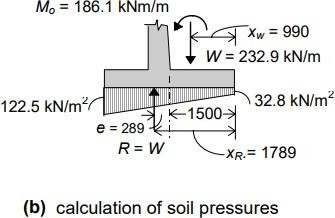 Mo = 186.1 kNm/m
xw = 990
W = 232.9 kN/m
122.5 kN/m²
32.8 kN/m²
1500
e = 289
R = W
xR.= 1789
(b) calculation of soil pressures